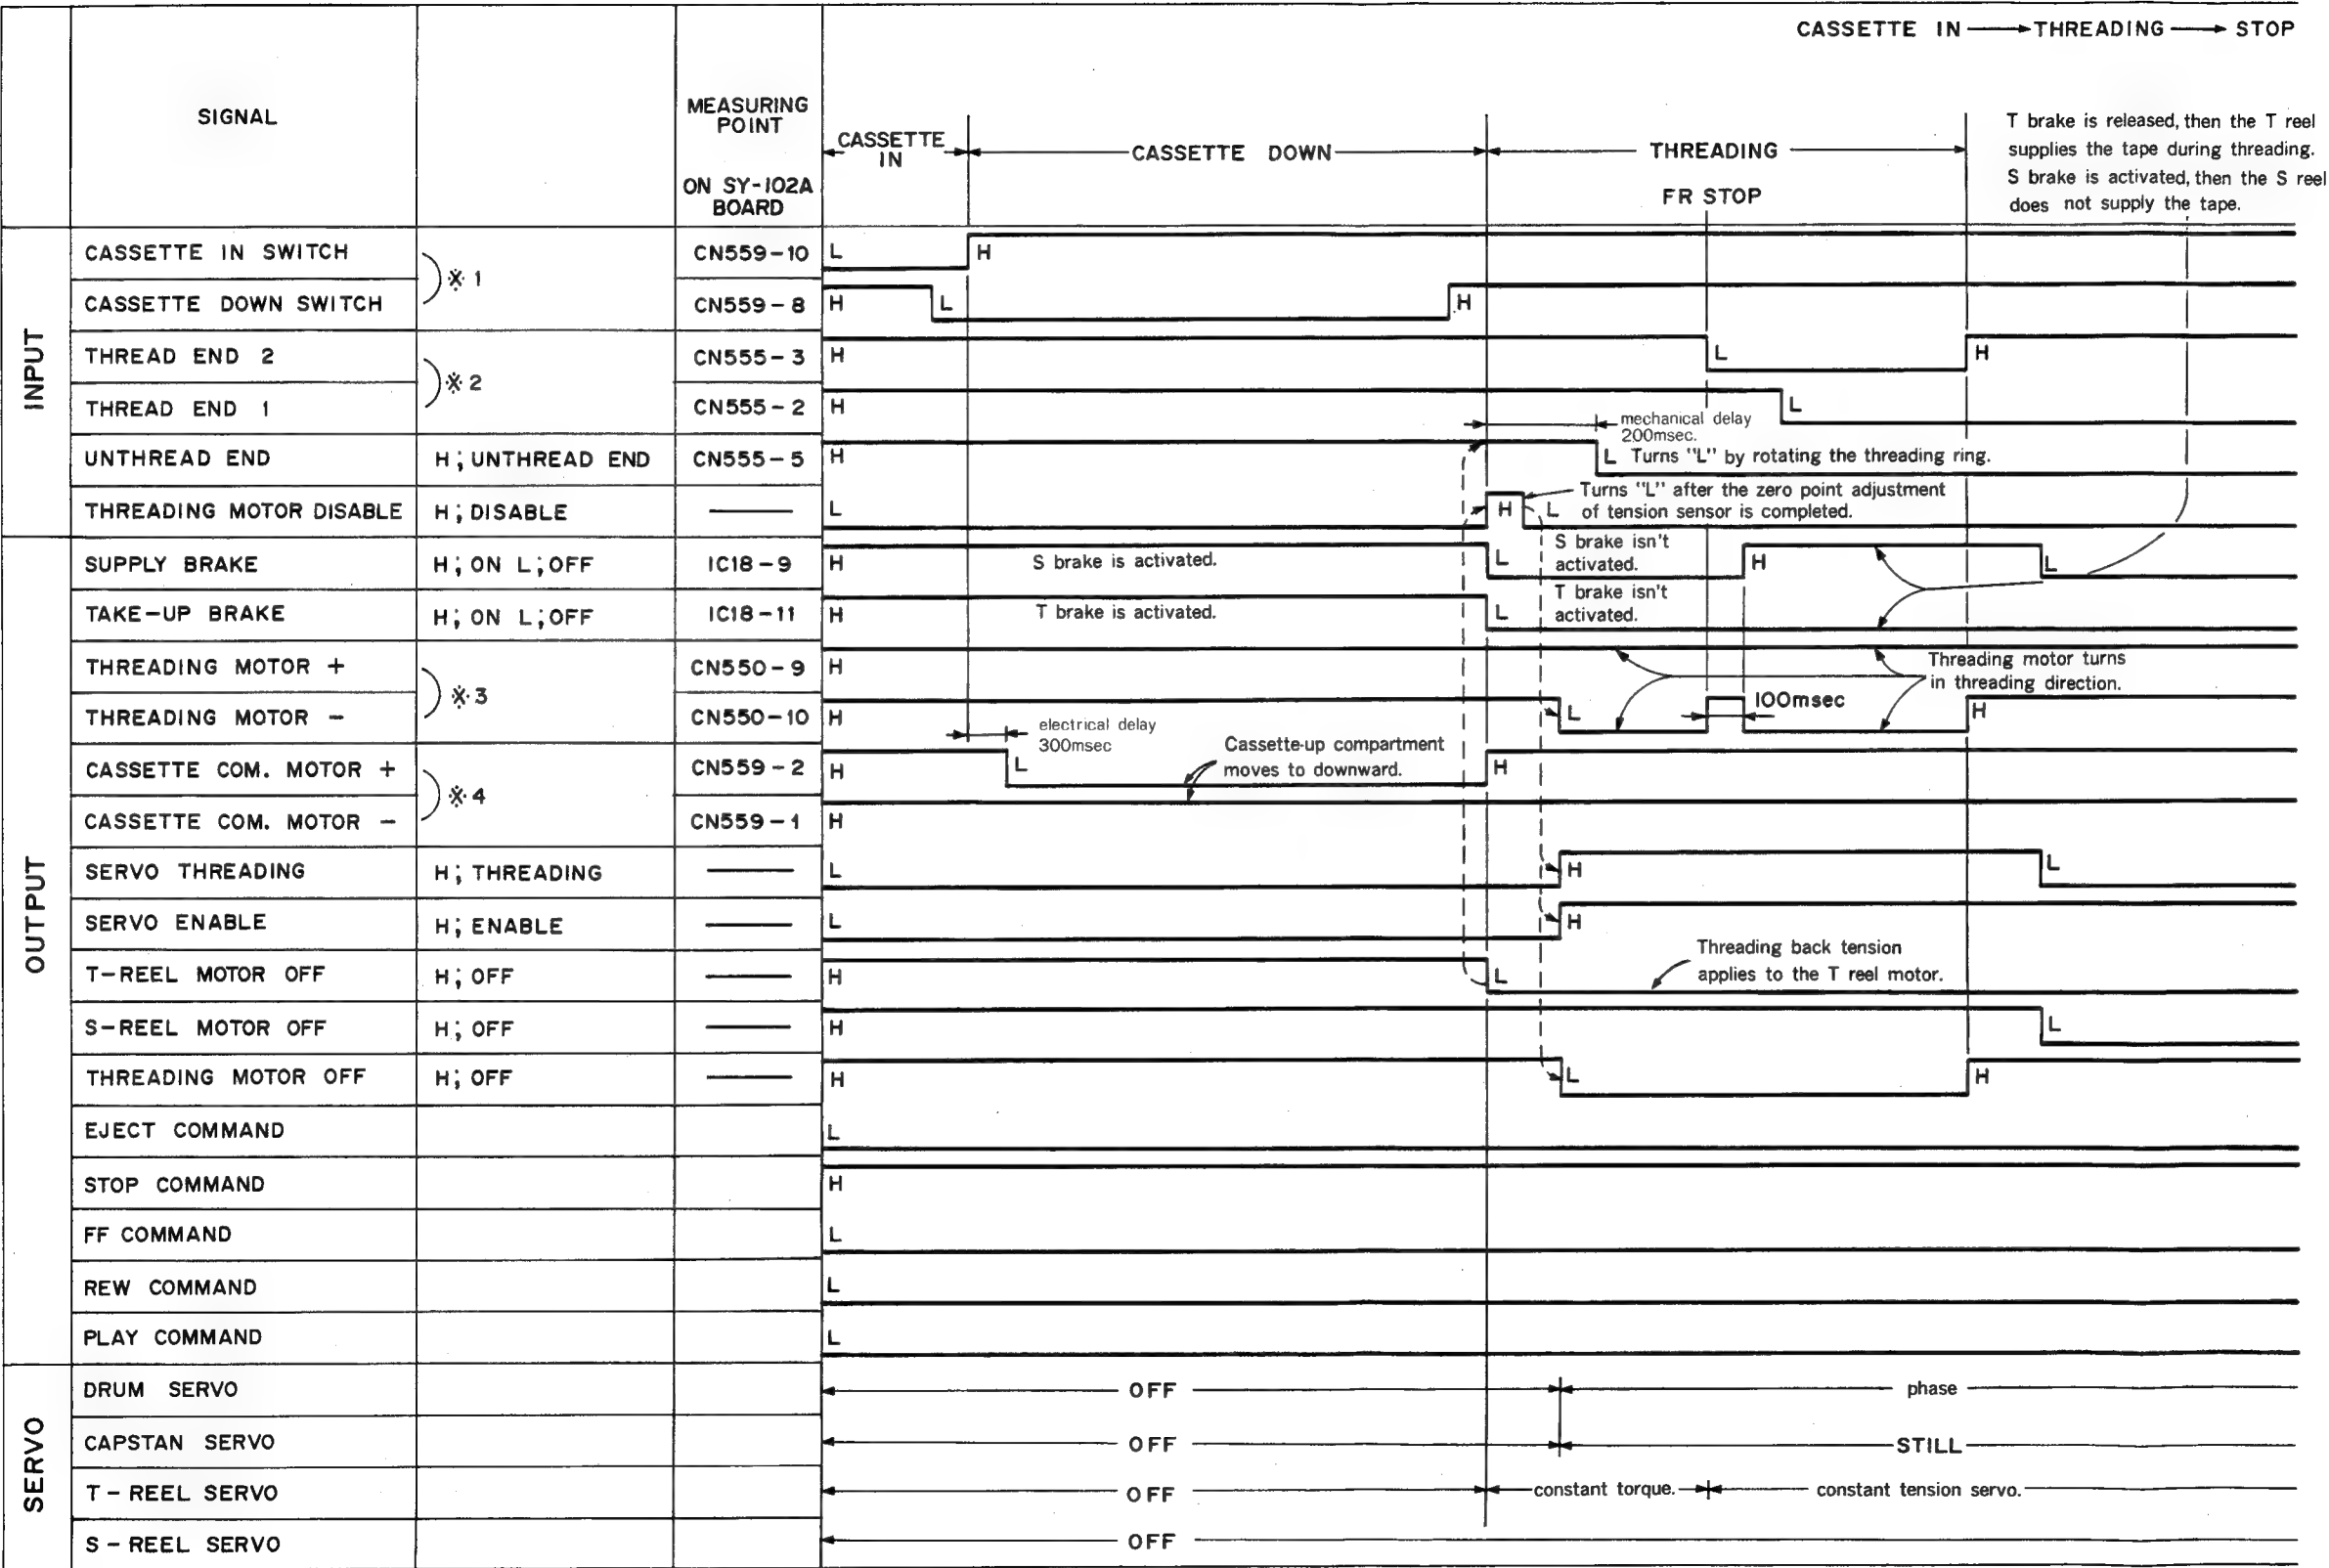 CASSETTE IN → THREADING → STOP
SIGNAL
MEASURING
POINT
ON SY-102A
BOARD
CASSETTE
IN
CASSETTE DOWN
THREADING
FR STOP
T brake is released, then the T reel
supplies the tape during threading.
S brake is activated, then the S reel
does not supply the tape.
INPUT
CASSETTE IN SWITCH CN559-10 L H
※1
CASSETTE DOWN SWITCH CN559-8 H L H
THREAD END 2 CN555-3 H L H
※2
THREAD END 1 CN555-2 H L
mechanical delay
200msec.
UNTHREAD END H; UNTHREAD END CN555-5 H L Turns "L" by rotating the threading ring.
THREADING MOTOR DISABLE H; DISABLE — L H L
Turns "L" after the zero point adjustment
of tension sensor is completed.
OUTPUT
SUPPLY BRAKE H; ON L; OFF IC18-9 H S brake is activated. L H L
S brake isn't
activated.
TAKE-UP BRAKE H; ON L; OFF IC18-11 H T brake is activated. L
T brake isn't
activated.
THREADING MOTOR + CN550-9 H
Threading motor turns
in threading direction.
※3
THREADING MOTOR - CN550-10 H L 100msec H
electrical delay
300msec
CASSETTE COM. MOTOR + CN559-2 H L H
Cassette-up compartment
moves to downward.
※4
CASSETTE COM. MOTOR - CN559-1 H
SERVO THREADING H; THREADING — L H L
SERVO ENABLE H; ENABLE — L H
T-REEL MOTOR OFF H; OFF — H L
Threading back tension
applies to the T reel motor.
S-REEL MOTOR OFF H; OFF — H L
THREADING MOTOR OFF H; OFF — H L H
EJECT COMMAND L
STOP COMMAND H
FF COMMAND L
REW COMMAND L
PLAY COMMAND L
SERVO
DRUM SERVO OFF phase
CAPSTAN SERVO OFF STILL
T-REEL SERVO OFF constant torque. constant tension servo.
S-REEL SERVO OFF